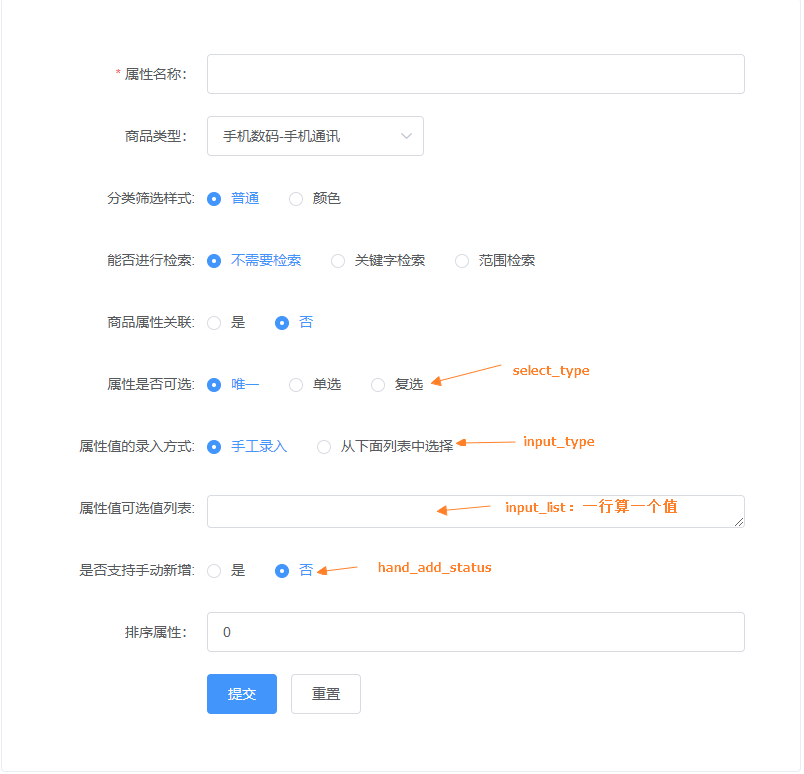 * 属性名称:
商品类型: 手机数码-手机通讯
分类筛选样式: 普通 颜色
能否进行检索: 不需要检索 关键字检索 范围检索
商品属性关联: 是 否
属性是否可选: 唯一 单选 复选 select_type
属性值的录入方式: 手工录入 从下面列表中选择 input_type
属性值可选值列表: input_list：一行算一个值
是否支持手动新增: 是 否 hand_add_status
排序属性: 0
提交 重置